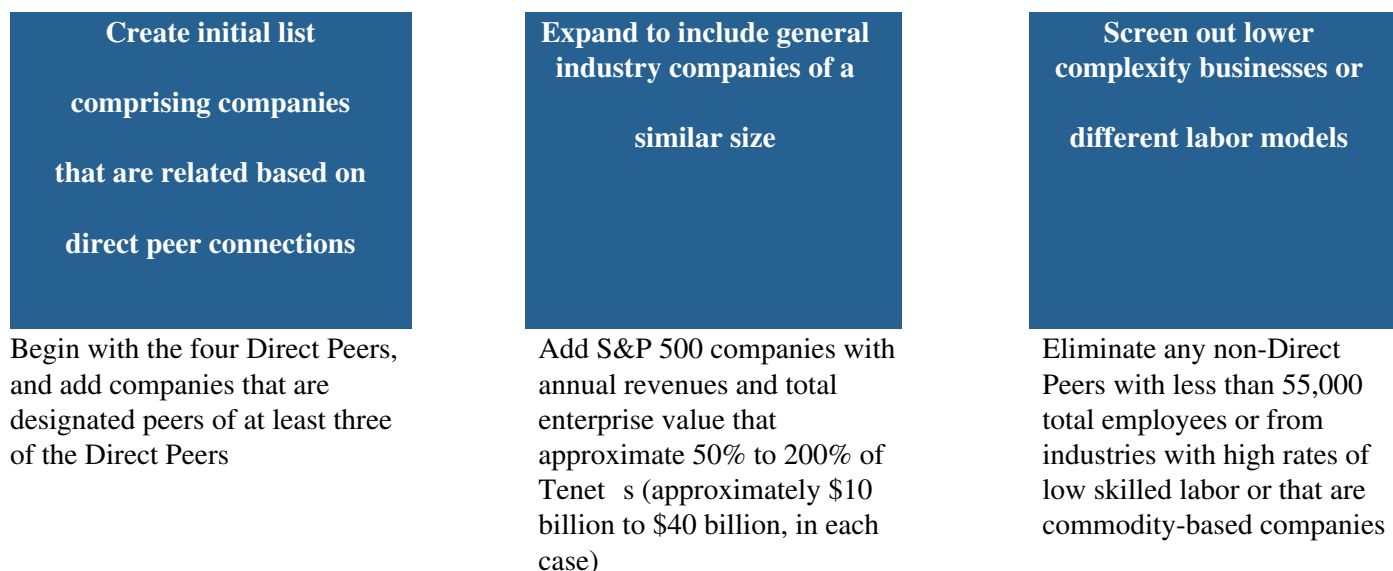 Create initial list
comprising companies
that are related based on
direct peer connections
Begin with the four Direct Peers,
and add companies that are
designated peers of at least three
of the Direct Peers
Expand to include general
industry companies of a
similar size
Add S&P 500 companies with
annual revenues and total
enterprise value that
approximate 50% to 200% of
Tenet s (approximately $10
billion to $40 billion, in each
case)
Screen out lower
complexity businesses or
different labor models
Eliminate any non-Direct
Peers with less than 55,000
total employees or from
industries with high rates of
low skilled labor or that are
commodity-based companies